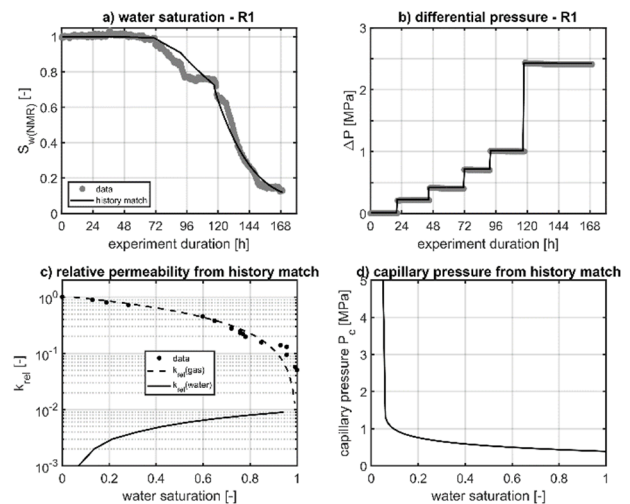 a) water saturation - R1
S_w(NMR) [-]
1
0.8
0.6
0.4
0.2
0
data
history match
0 24 48 72 96 120 144 168
experiment duration [h]
b) differential pressure - R1
ΔP [MPa]
3
2
1
0
0 24 48 72 96 120 144 168
experiment duration [h]
c) relative permeability from history match
k_rel [-]
10^0
10^-1
10^-2
10^-3
data
k_rel(gas)
k_rel(water)
0 0.2 0.4 0.6 0.8 1
water saturation [-]
d) capillary pressure from history match
capillary pressure P_c [MPa]
5
4
3
2
1
0
0 0.2 0.4 0.6 0.8 1
water saturation [-]